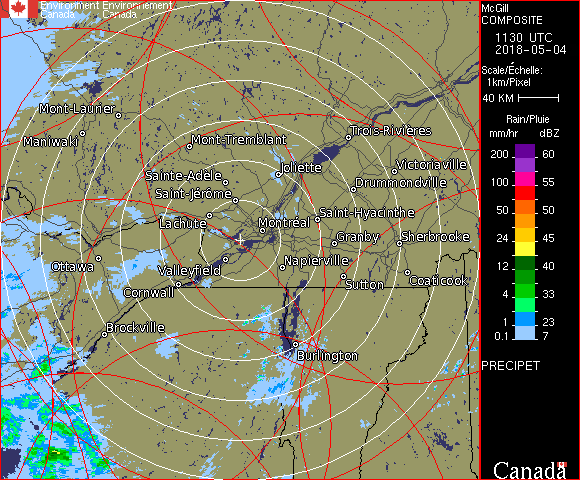 Environment Environnement
Canada Canada
McGill
COMPOSITE
1130 UTC
2018-05-04
Scale/Échelle:
1km/Pixel
40 KM
Rain/Pluie
mm/hr dBZ
200 60
100 55
50 50
24 45
12 40
4 33
1 23
0.1 7
PRECIPET
Mont-Laurier
Maniwaki
Mont-Tremblant
Trois-Rivières
Sainte-Adèle
Joliette
Victoriaville
Saint-Jérôme
Drummondville
Lachute
Montréal
Saint-Hyacinthe
Granby
Sherbrooke
Ottawa
Valleyfield
Napierville
Cornwall
Sutton
Coaticook
Brockville
Burlington
Canada